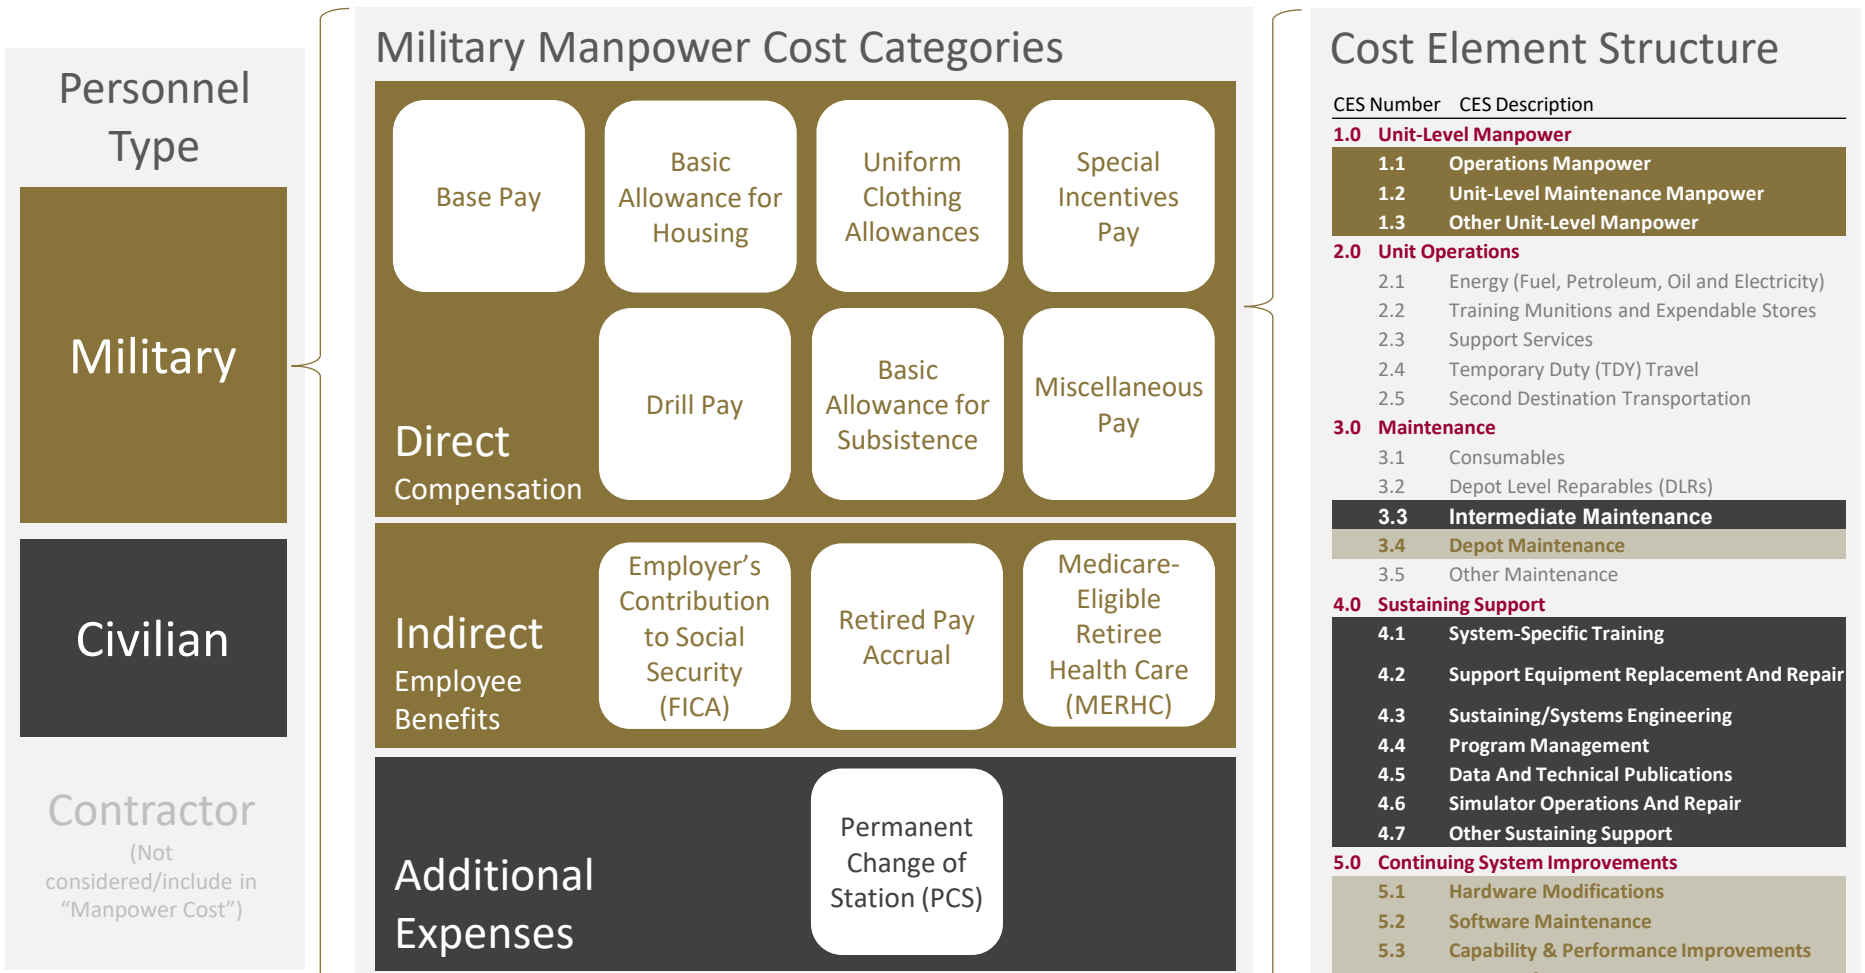 Personnel
Type
Military
Civilian
Contractor
(Not
considered/include in
“Manpower Cost”)
Military Manpower Cost Categories
Base Pay
Basic
Allowance for
Housing
Uniform
Clothing
Allowances
Special
Incentives
Pay
Direct
Compensation
Drill Pay
Basic
Allowance for
Subsistence
Miscellaneous
Pay
Indirect
Employee
Benefits
Employer’s
Contribution
to Social
Security
(FICA)
Retired Pay
Accrual
Medicare-
Eligible
Retiree
Health Care
(MERHC)
Additional
Expenses
Permanent
Change of
Station (PCS)
Cost Element Structure
CES Number CES Description
1.0 Unit-Level Manpower
1.1 Operations Manpower
1.2 Unit-Level Maintenance Manpower
1.3 Other Unit-Level Manpower
2.0 Unit Operations
2.1 Energy (Fuel, Petroleum, Oil and Electricity)
2.2 Training Munitions and Expendable Stores
2.3 Support Services
2.4 Temporary Duty (TDY) Travel
2.5 Second Destination Transportation
3.0 Maintenance
3.1 Consumables
3.2 Depot Level Reparables (DLRs)
3.3 Intermediate Maintenance
3.4 Depot Maintenance
3.5 Other Maintenance
4.0 Sustaining Support
4.1 System-Specific Training
4.2 Support Equipment Replacement And Repair
4.3 Sustaining/Systems Engineering
4.4 Program Management
4.5 Data And Technical Publications
4.6 Simulator Operations And Repair
4.7 Other Sustaining Support
5.0 Continuing System Improvements
5.1 Hardware Modifications
5.2 Software Maintenance
5.3 Capability & Performance Improvements